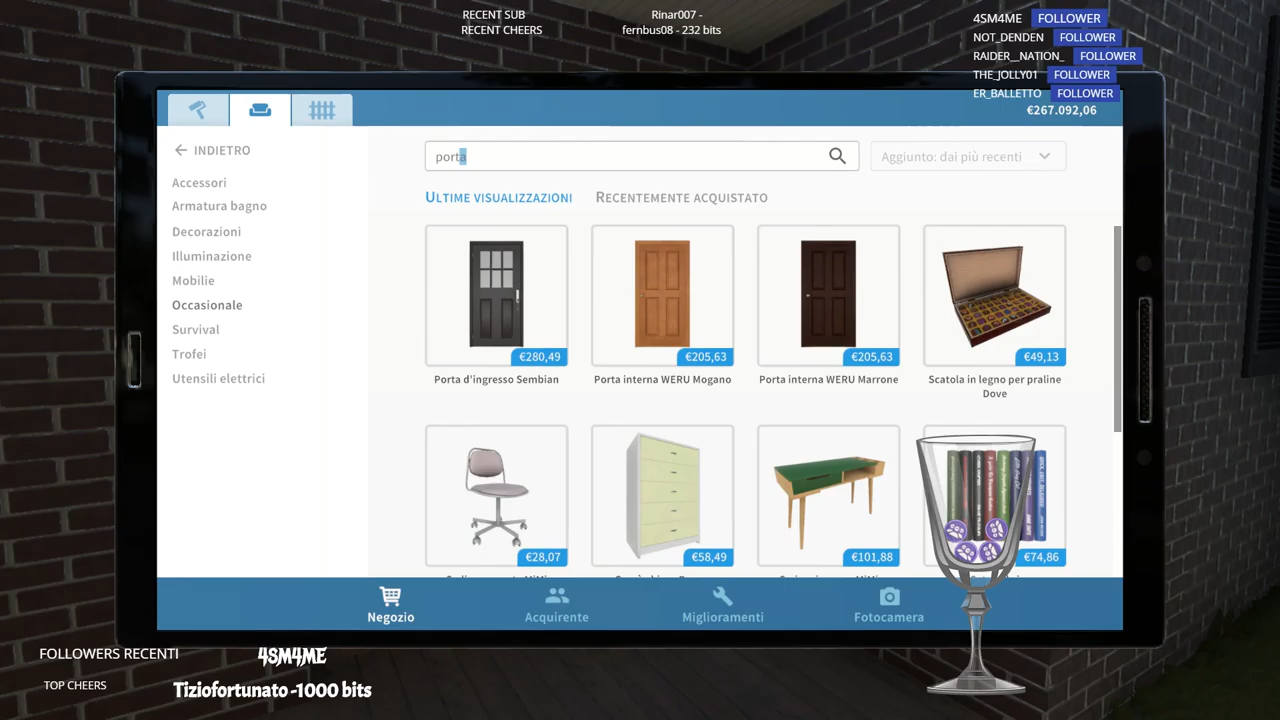 RECENT SUB
RECENT CHEERS
Rinar007 -
fernbus08 - 232 bits
4SM4ME FOLLOWER
NOT_DENDEN FOLLOWER
RAIDER__NATION_ FOLLOWER
THE_JOLLY01 FOLLOWER
ER_BALLETTO FOLLOWER
€267.092,06
INDIETRO
Accessori
Armatura bagno
Decorazioni
Illuminazione
Mobilie
Occasionale
Survival
Trofei
Utensili elettrici
porta
Aggiunto: dai più recenti
ULTIME VISUALIZZAZIONI
RECENTEMENTE ACQUISTATO
€280,49
Porta d'ingresso Sembian
€205,63
Porta interna WERU Mogano
€205,63
Porta interna WERU Marrone
€49,13
Scatola in legno per praline
Dove
€28,07
€58,49
€101,88
€74,86
Negozio
Acquirente
Miglioramenti
Fotocamera
FOLLOWERS RECENTI
4SM4ME
TOP CHEERS
Tiziofortunato -1000 bits